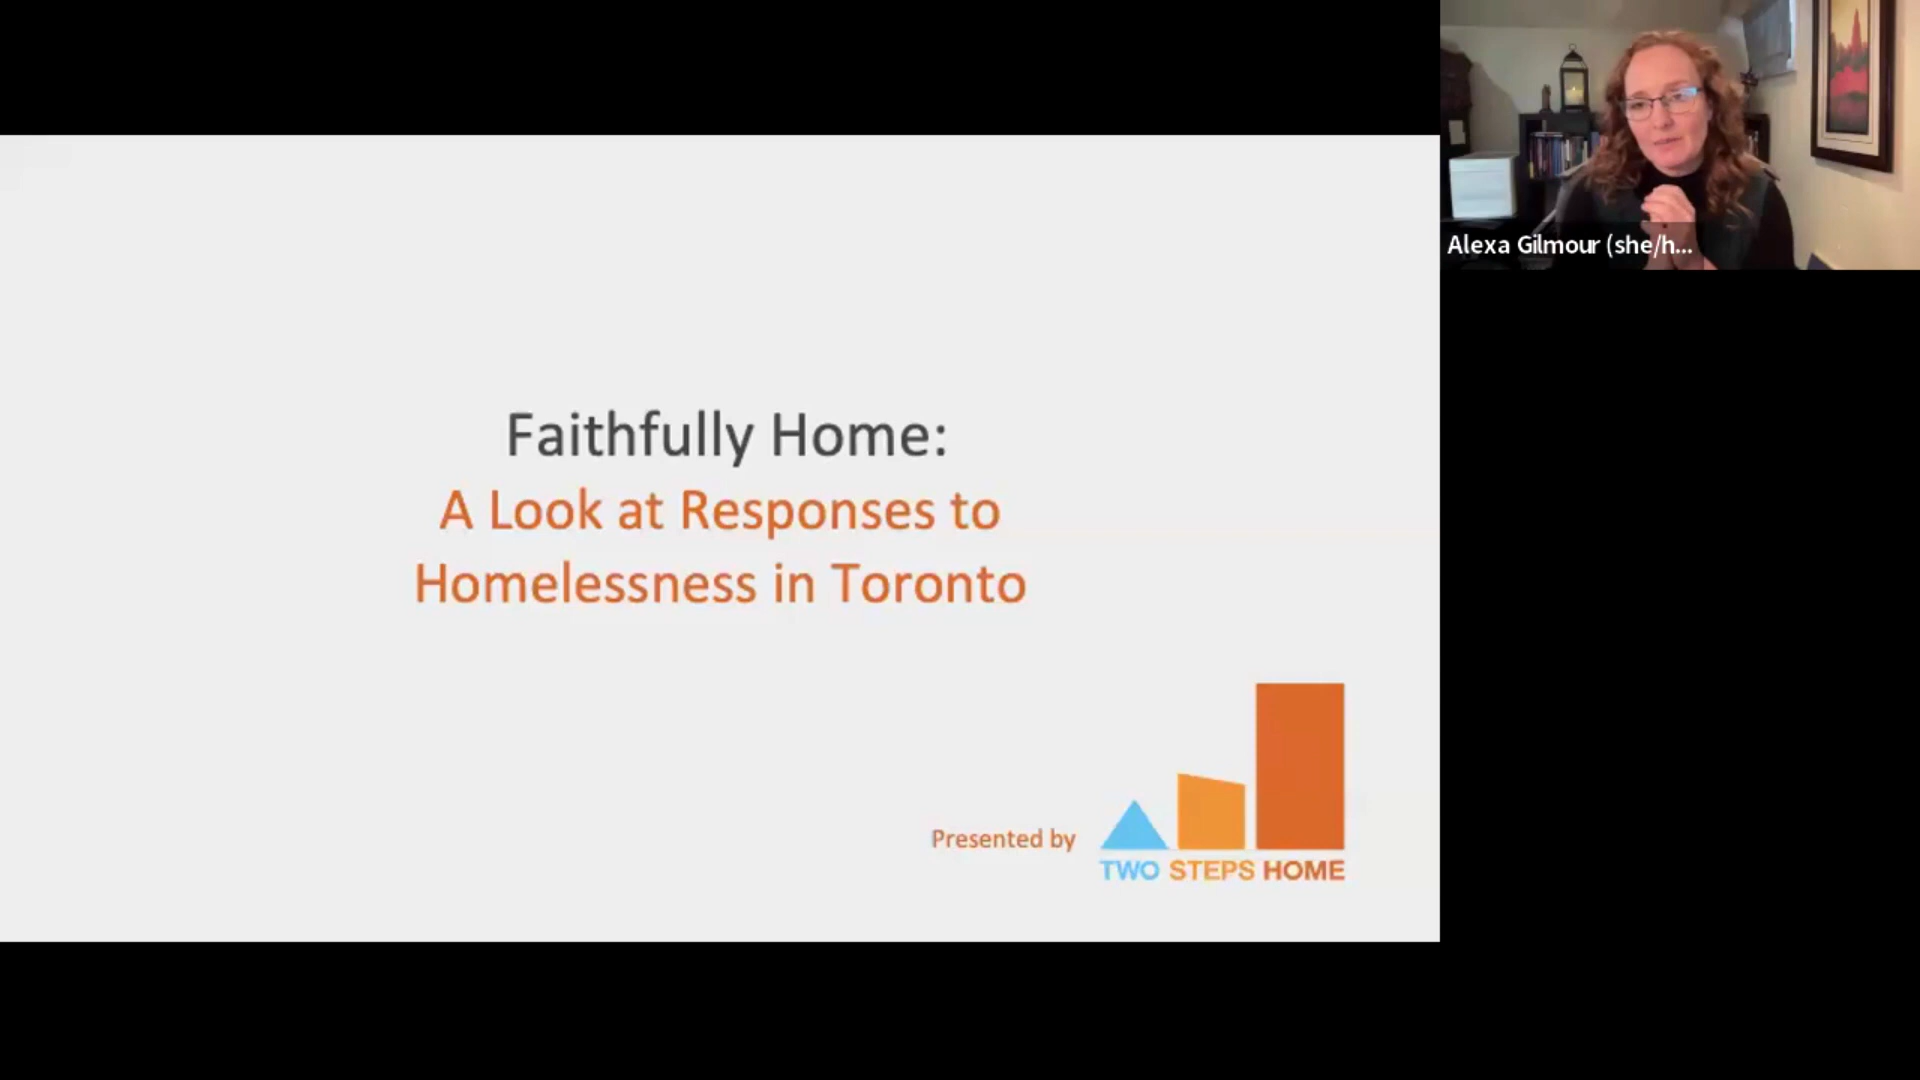 Faithfully Home:
A Look at Responses to
Homelessness in Toronto
Presented by
TWO STEPS HOME
Alexa Gilmour (she/h...